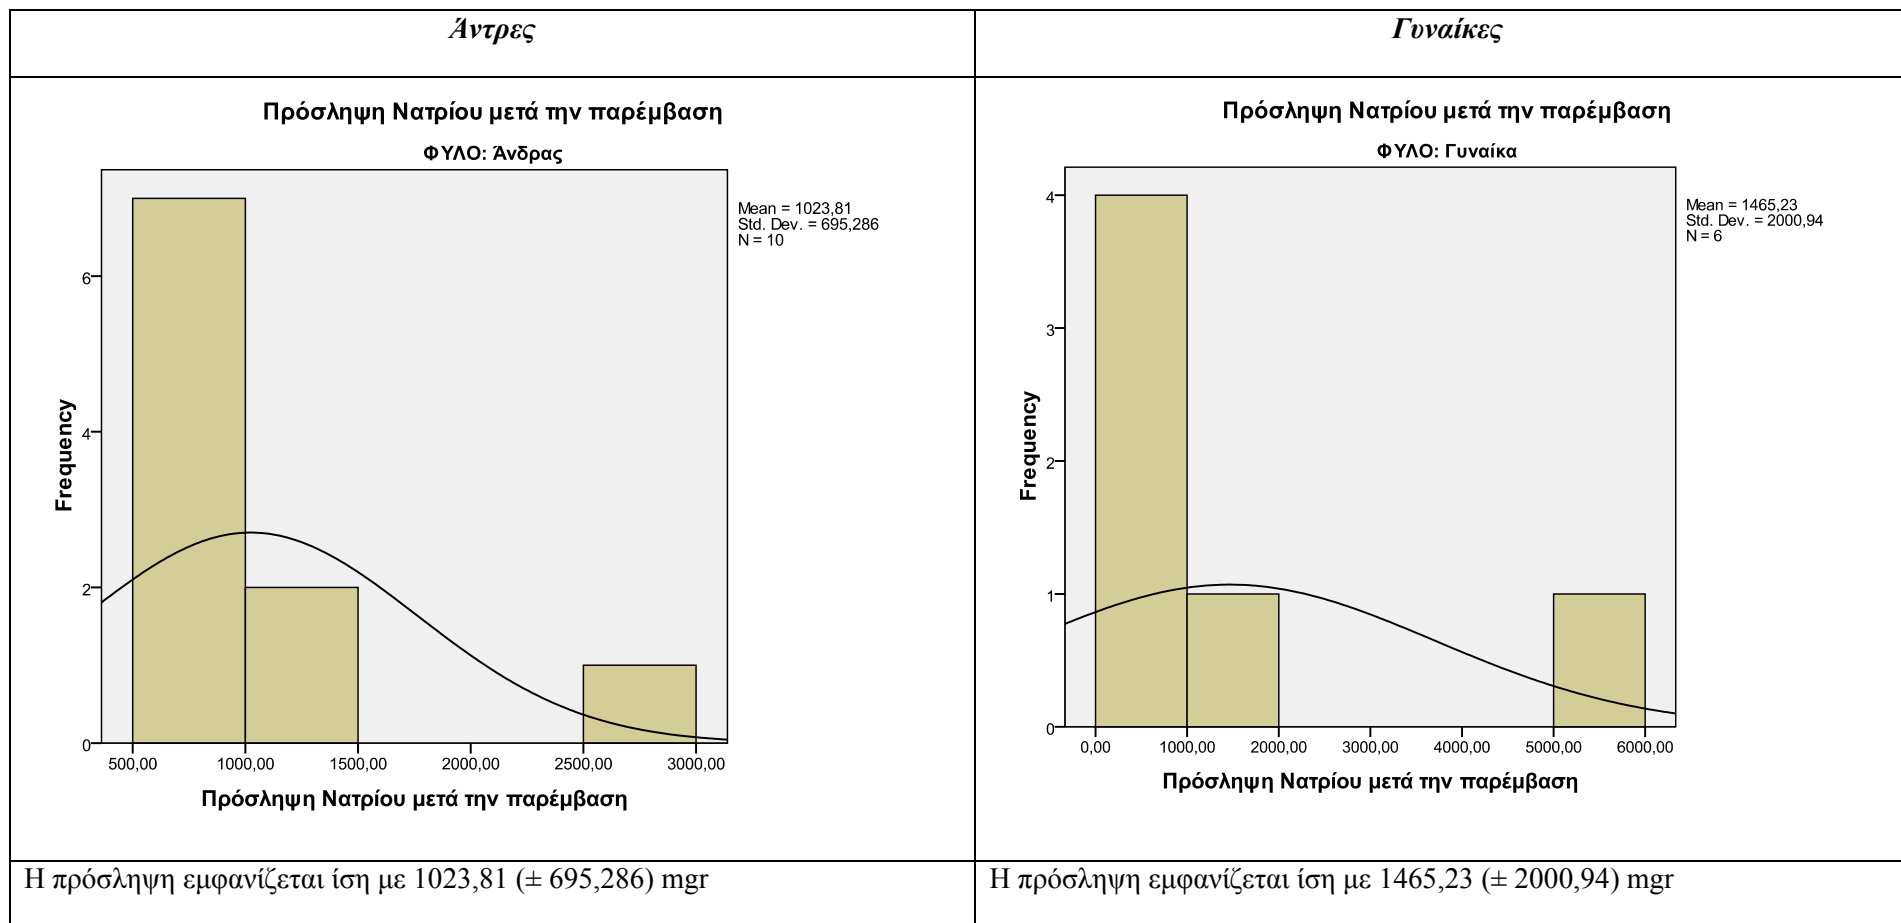 Άντρες
Γυναίκες
Πρόσληψη Νατρίου μετά την παρέμβαση
ΦΥΛΟ: Άνδρας
Mean = 1023,81
Std. Dev. = 695,286
N = 10
Frequency
6
4
2
0
500,00 1000,00 1500,00 2000,00 2500,00 3000,00
Πρόσληψη Νατρίου μετά την παρέμβαση
Πρόσληψη Νατρίου μετά την παρέμβαση
ΦΥΛΟ: Γυναίκα
Mean = 1465,23
Std. Dev. = 2000,94
N = 6
Frequency
4
3
2
1
0
0,00 1000,00 2000,00 3000,00 4000,00 5000,00 6000,00
Πρόσληψη Νατρίου μετά την παρέμβαση
Η πρόσληψη εμφανίζεται ίση με 1023,81 (± 695,286) mgr
Η πρόσληψη εμφανίζεται ίση με 1465,23 (± 2000,94) mgr